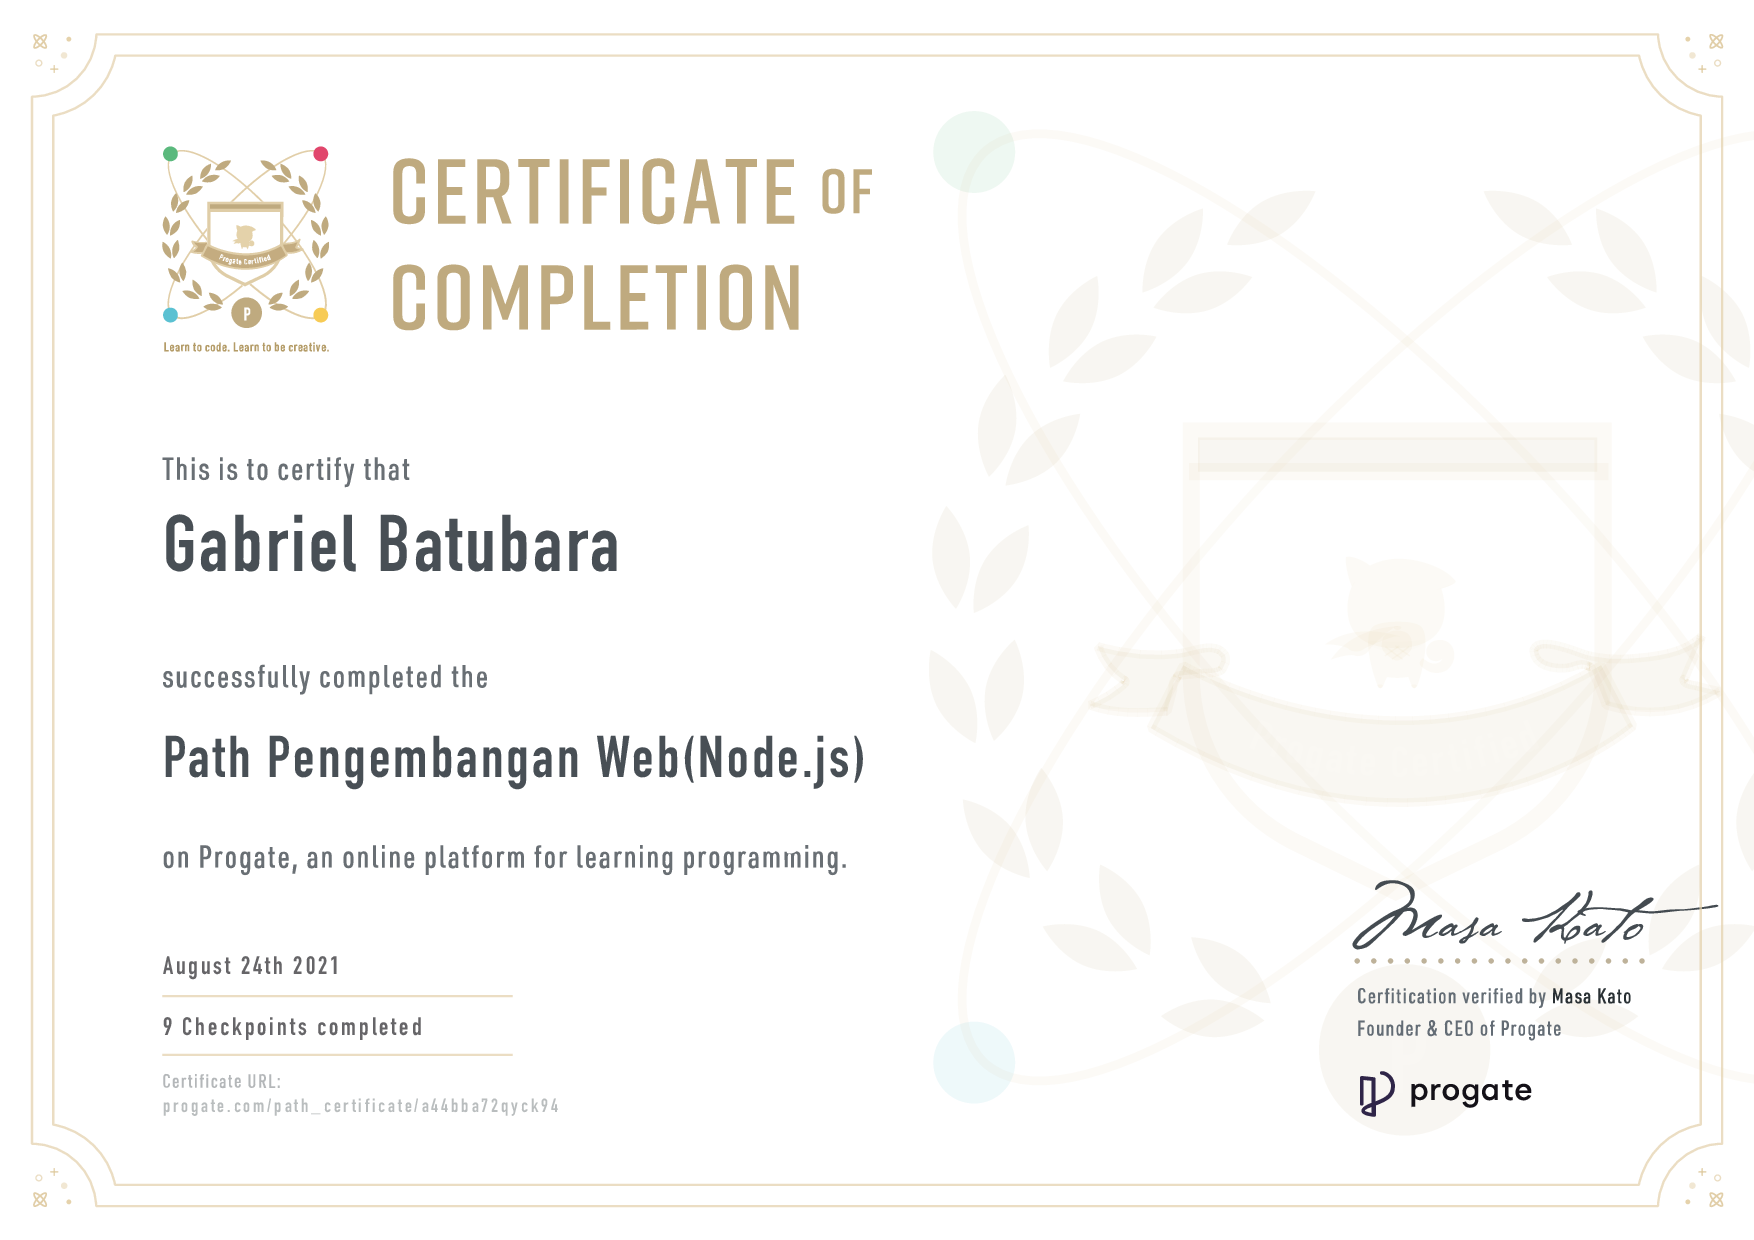 CERTIFICATE OF
COMPLETION
Progate Certified
P
Learn to code. Learn to be creative.
This is to certify that
Gabriel Batubara
successfully completed the
Path Pengembangan Web(Node.js)
on Progate, an online platform for learning programming.
August 24th 2021
9 Checkpoints completed
Certificate URL:
progate.com/path_certificate/a44bba72qyck94
Masa Kato
Cerfitication verified by Masa Kato
Founder & CEO of Progate
progate